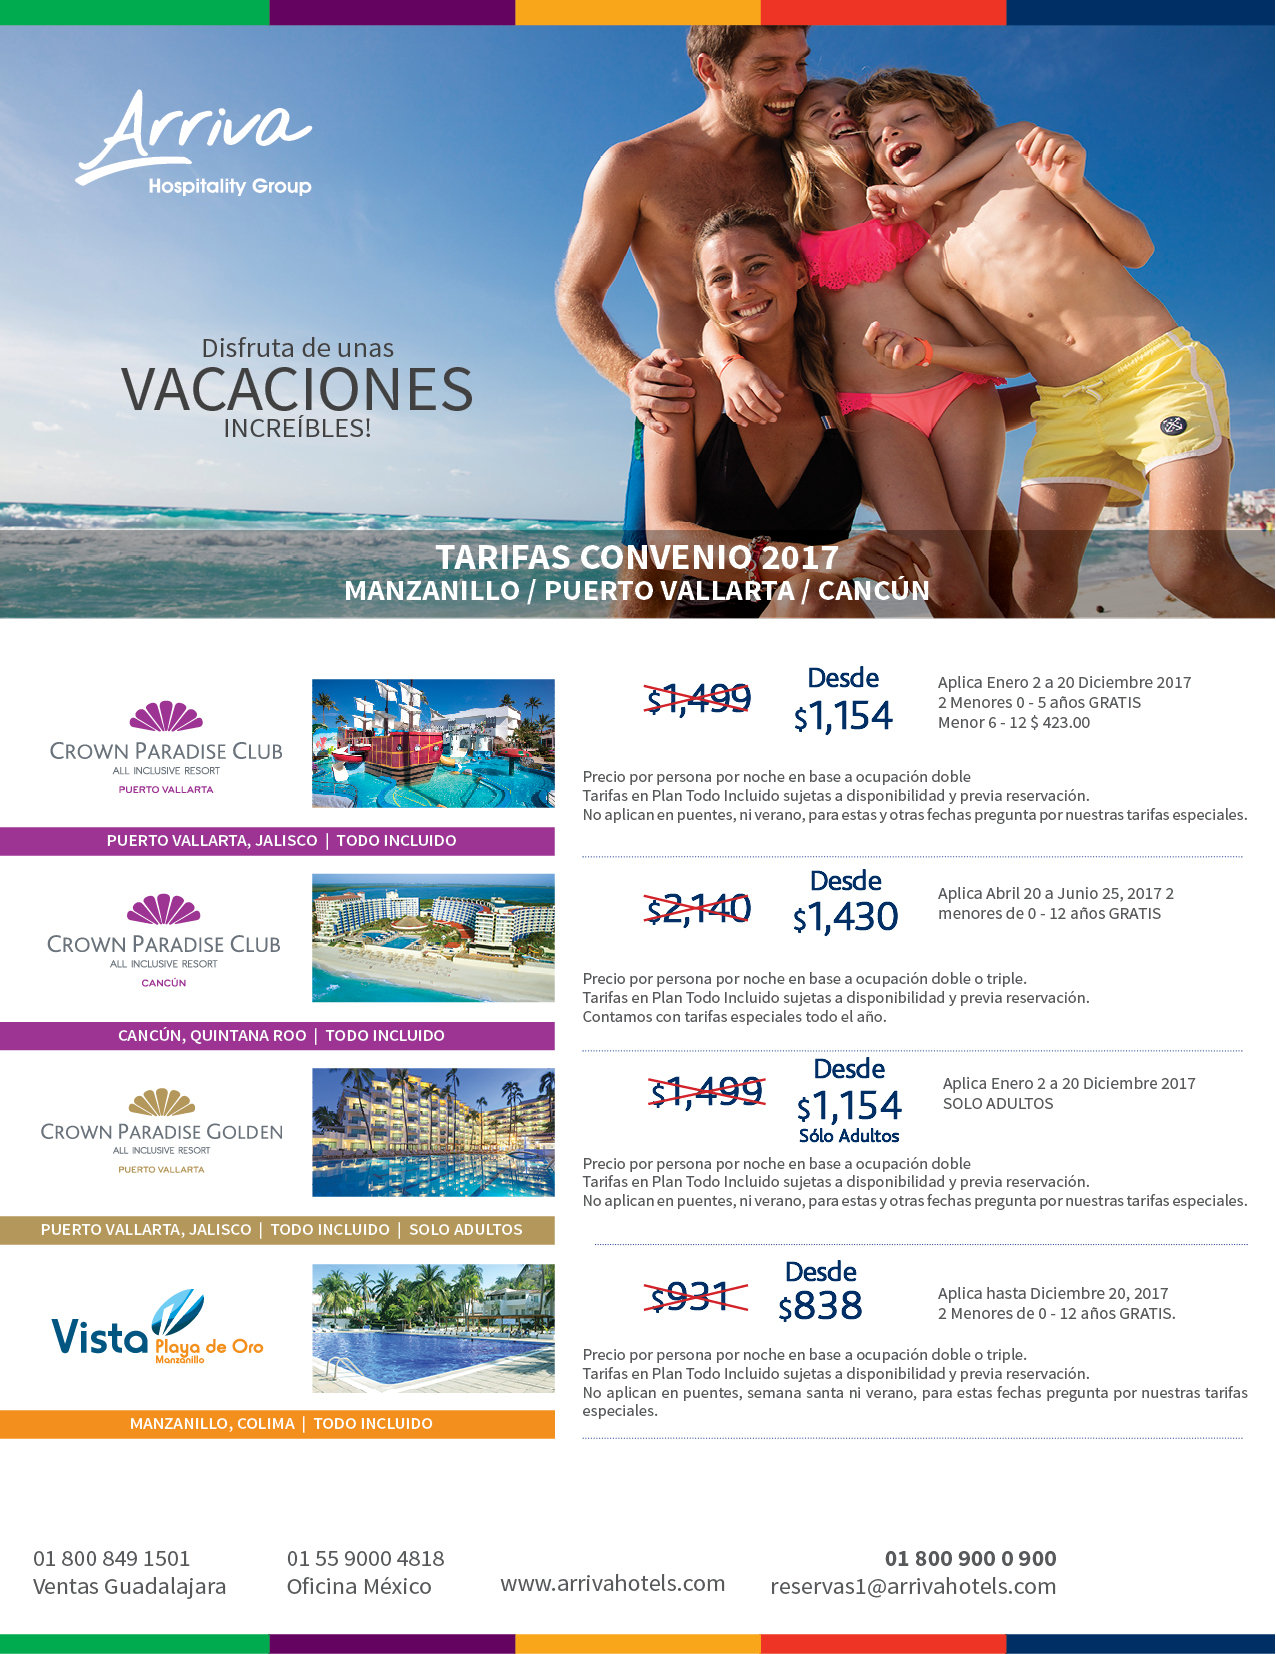 Arriva
Hospitality Group
Disfruta de unas
VACACIONES
INCREÍBLES!
TARIFAS CONVENIO 2017
MANZANILLO / PUERTO VALLARTA / CANCÚN
CROWN PARADISE CLUB
ALL INCLUSIVE RESORT
PUERTO VALLARTA
PUERTO VALLARTA, JALISCO | TODO INCLUIDO
$1,499
Desde
$1,154
Aplica Enero 2 a 20 Diciembre 2017
2 Menores 0 - 5 años GRATIS
Menor 6 - 12 $ 423.00
Precio por persona por noche en base a ocupación doble
Tarifas en Plan Todo Incluido sujetas a disponibilidad y previa reservación.
No aplican en puentes, ni verano, para estas y otras fechas pregunta por nuestras tarifas especiales.
CROWN PARADISE CLUB
ALL INCLUSIVE RESORT
CANCÚN
CANCÚN, QUINTANA ROO | TODO INCLUIDO
$2,140
Desde
$1,430
Aplica Abril 20 a Junio 25, 2017 2
menores de 0 - 12 años GRATIS
Precio por persona por noche en base a ocupación doble o triple.
Tarifas en Plan Todo Incluido sujetas a disponibilidad y previa reservación.
Contamos con tarifas especiales todo el año.
CROWN PARADISE GOLDEN
ALL INCLUSIVE RESORT
PUERTO VALLARTA
PUERTO VALLARTA, JALISCO | TODO INCLUIDO | SOLO ADULTOS
$1,499
Desde
$1,154
Sólo Adultos
Aplica Enero 2 a 20 Diciembre 2017
SOLO ADULTOS
Precio por persona por noche en base a ocupación doble
Tarifas en Plan Todo Incluido sujetas a disponibilidad y previa reservación.
No aplican en puentes, ni verano, para estas y otras fechas pregunta por nuestras tarifas especiales.
Vista
Playa de Oro
Manzanillo
MANZANILLO, COLIMA | TODO INCLUIDO
$931
Desde
$838
Aplica hasta Diciembre 20, 2017
2 Menores de 0 - 12 años GRATIS.
Precio por persona por noche en base a ocupación doble o triple.
Tarifas en Plan Todo Incluido sujetas a disponibilidad y previa reservación.
No aplican en puentes, semana santa ni verano, para estas fechas pregunta por nuestras tarifas
especiales.
01 800 849 1501
Ventas Guadalajara
01 55 9000 4818
Oficina México
www.arrivahotels.com
01 800 900 0 900
reservas1@arrivahotels.com